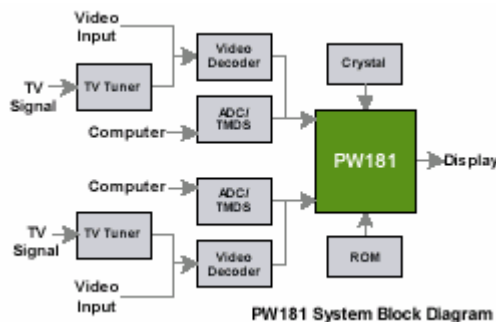 Video
Input
TV
Signal
TV Tuner
Video
Decoder
Computer
ADC/
TMDS
Crystal
PW181
Display
Computer
ADC/
TMDS
TV
Signal
TV Tuner
Video
Decoder
ROM
Video
Input
PW181 System Block Diagram